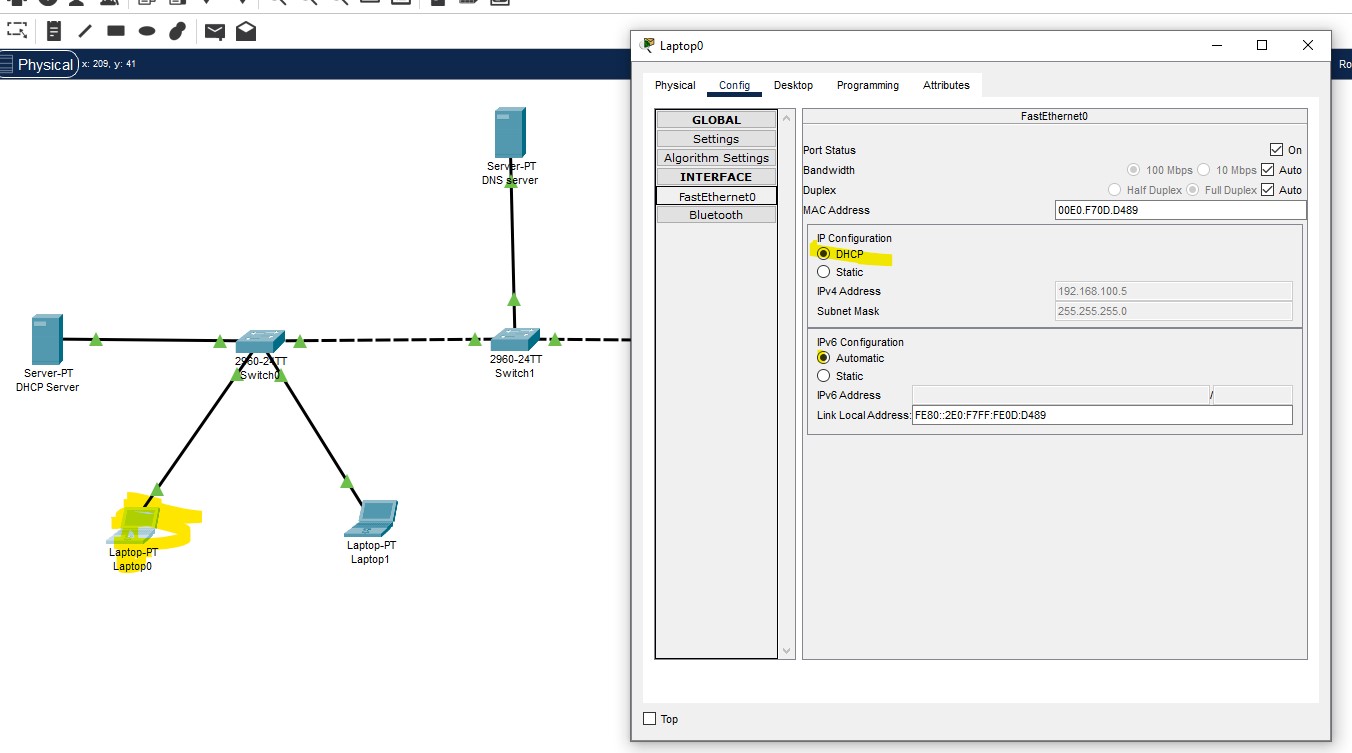 Physical x: 209, y: 41
Ro
Server-PT
DNS server
Server-PT
DHCP Server
2960-24TT
Switch0
2960-24TT
Switch1
Laptop-PT
Laptop0
Laptop-PT
Laptop1
Laptop0
Physical Config Desktop Programming Attributes
GLOBAL
Settings
Algorithm Settings
INTERFACE
FastEthernet0
Bluetooth
FastEthernet0
Port Status On
Bandwidth 100 Mbps 10 Mbps Auto
Duplex Half Duplex Full Duplex Auto
MAC Address 00E0.F70D.D489
IP Configuration
DHCP
Static
IPv4 Address 192.168.100.5
Subnet Mask 255.255.255.0
IPv6 Configuration
Automatic
Static
IPv6 Address /
Link Local Address: FE80::2E0:F7FF:FE0D:D489
Top